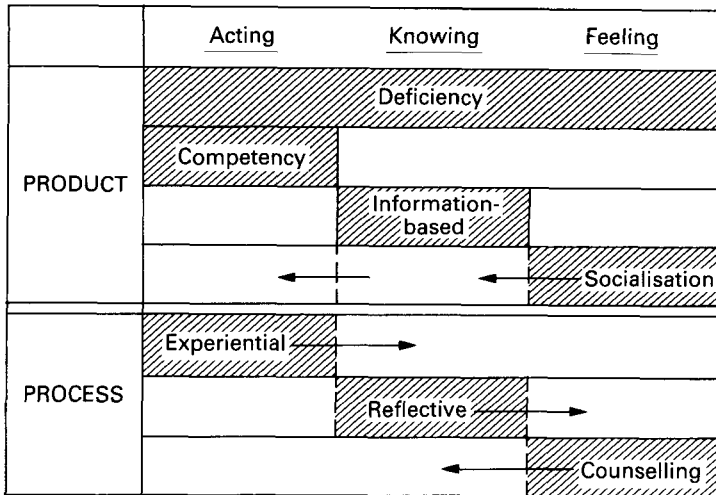 Acting Knowing Feeling
Deficiency
Competency
PRODUCT
Information-
based
Socialisation
Experiential
PROCESS
Reflective
Counselling